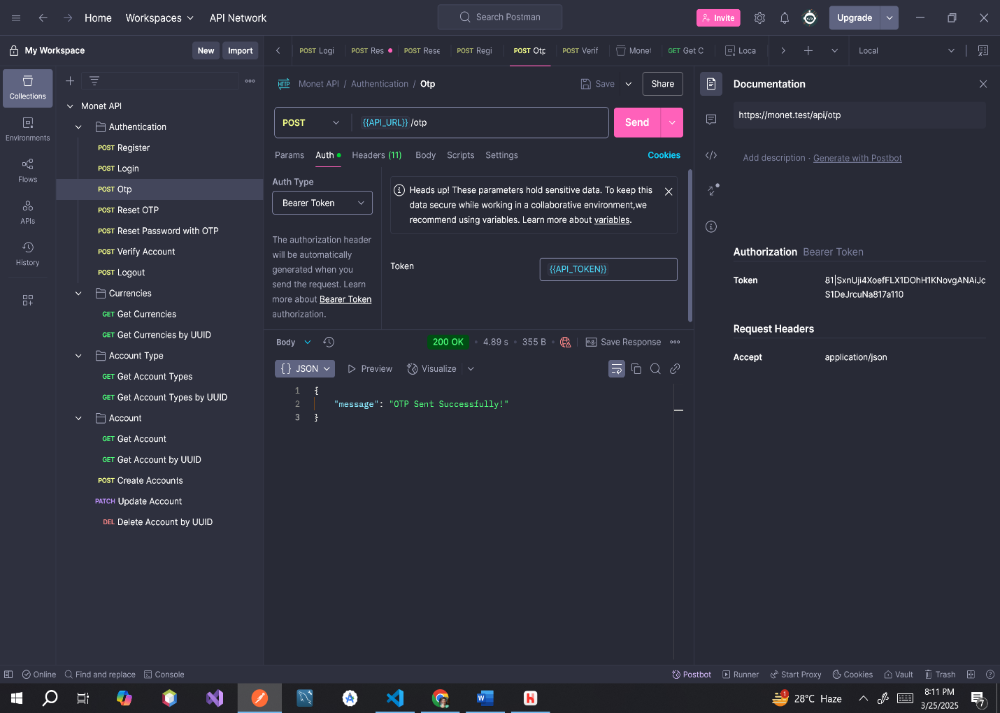 Home
Workspaces
API Network
Search Postman
Invite
Upgrade
My Workspace
New
Import
POST Logi
POST Res
POST Rese
POST Regi
POST Otp
POST Verif
Monet
GET Get C
Loca
Local
Collections
Environments
Flows
APIs
History
Monet API
Authentication
POST Register
POST Login
POST Otp
POST Reset OTP
POST Reset Password with OTP
POST Verify Account
POST Logout
Currencies
GET Get Currencies
GET Get Currencies by UUID
Account Type
GET Get Account Types
GET Get Account Types by UUID
Account
GET Get Account
GET Get Account by UUID
POST Create Accounts
PATCH Update Account
DEL Delete Account by UUID
HTTP Monet API / Authentication / Otp
Save
Share
POST
{{API_URL}} /otp
Send
Params
Auth
Headers (11)
Body
Scripts
Settings
Cookies
Auth Type
Bearer Token
The authorization header
will be automatically
generated when you
send the request. Learn
more about Bearer Token
authorization.
Heads up! These parameters hold sensitive data. To keep this
data secure while working in a collaborative environment,we
recommend using variables. Learn more about variables.
Token
{{API_TOKEN}}
Body
200 OK • 4.89 s • 355 B •
e.g. Save Response
{} JSON
Preview
Visualize
1 {
2 "message": "OTP Sent Successfully!"
3 }
Documentation
https://monet.test/api/otp
Add description · Generate with Postbot
Authorization Bearer Token
Token
81|SxnUji4XoefFLX1DOhH1KNovgANAiJc
S1DeJrcuNa817a110
Request Headers
Accept
application/json
Online
Find and replace
Console
Postbot
Runner
Start Proxy
Cookies
Vault
Trash
1
28°C Haze
8:11 PM
3/25/2025
7